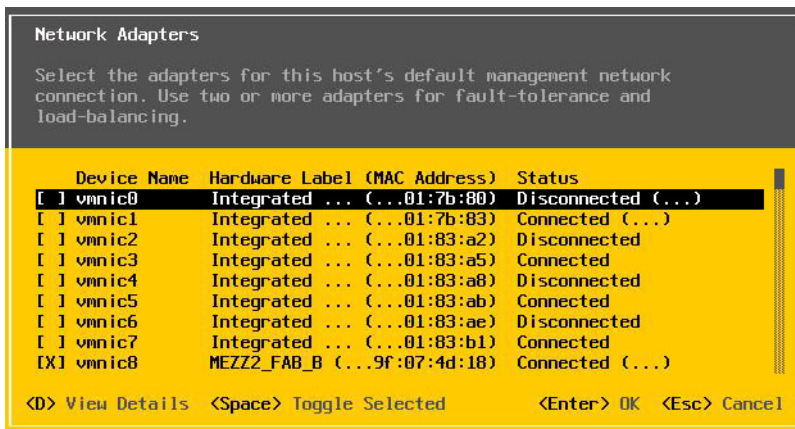 Network Adapters
Select the adapters for this host's default management network
connection. Use two or more adapters for fault-tolerance and
load-balancing.
Device Name Hardware Label (MAC Address) Status
[ ] vmnic0 Integrated ... (...01:7b:80) Disconnected (...)
[ ] vmnic1 Integrated ... (...01:7b:83) Connected (...)
[ ] vmnic2 Integrated ... (...01:83:a2) Disconnected
[ ] vmnic3 Integrated ... (...01:83:a5) Connected
[ ] vmnic4 Integrated ... (...01:83:a8) Disconnected
[ ] vmnic5 Integrated ... (...01:83:ab) Connected
[ ] vmnic6 Integrated ... (...01:83:ae) Disconnected
[ ] vmnic7 Integrated ... (...01:83:b1) Connected
[X] vmnic8 MEZZ2_FAB_B (...9f:07:4d:18) Connected (...)
<D> View Details <Space> Toggle Selected <Enter> OK <Esc> Cancel